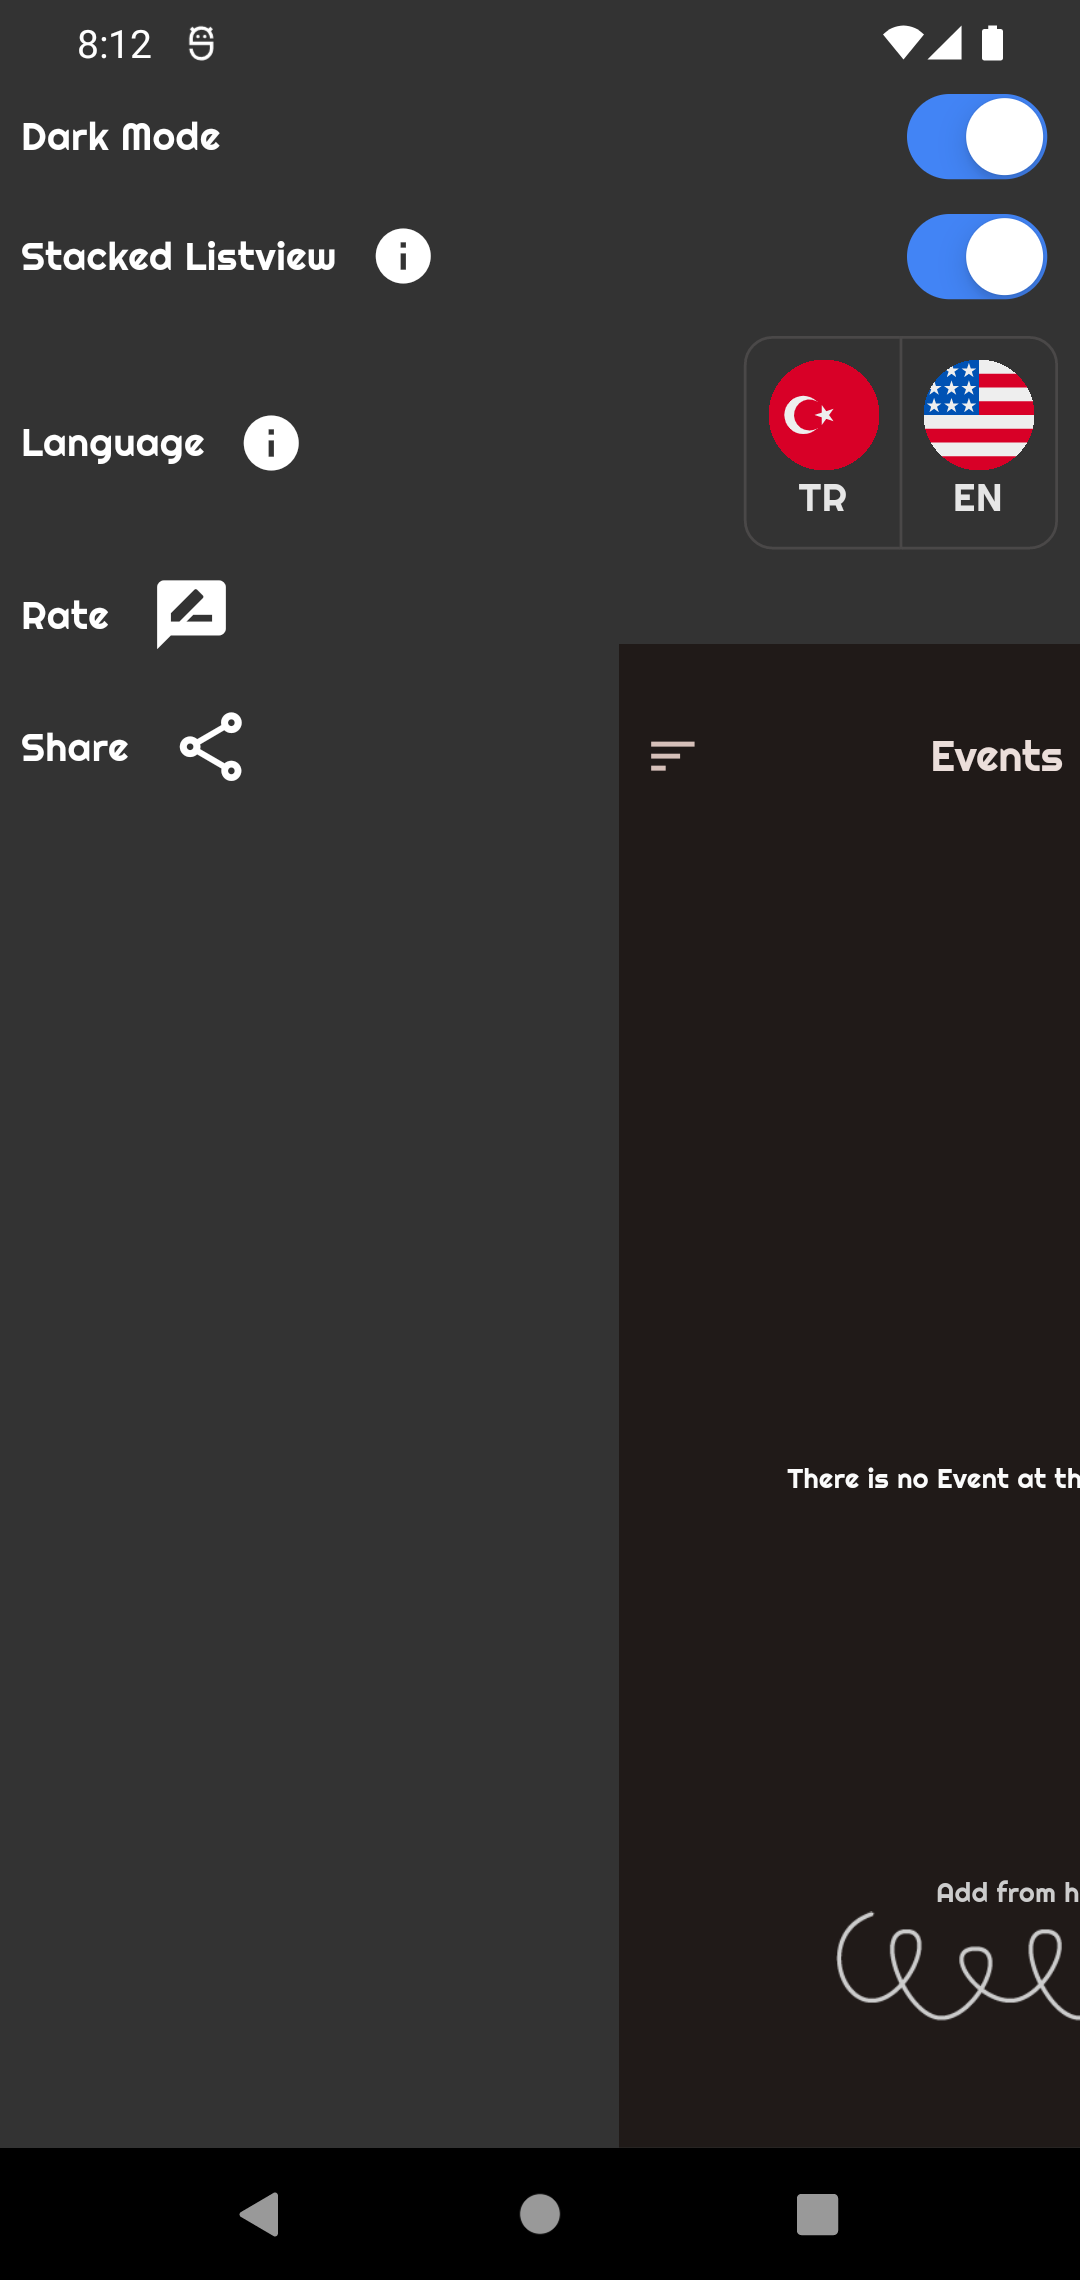 8:12
Dark Mode
Stacked Listview
Language
TR
EN
Rate
Share
Events
There is no Event at th
Add from h